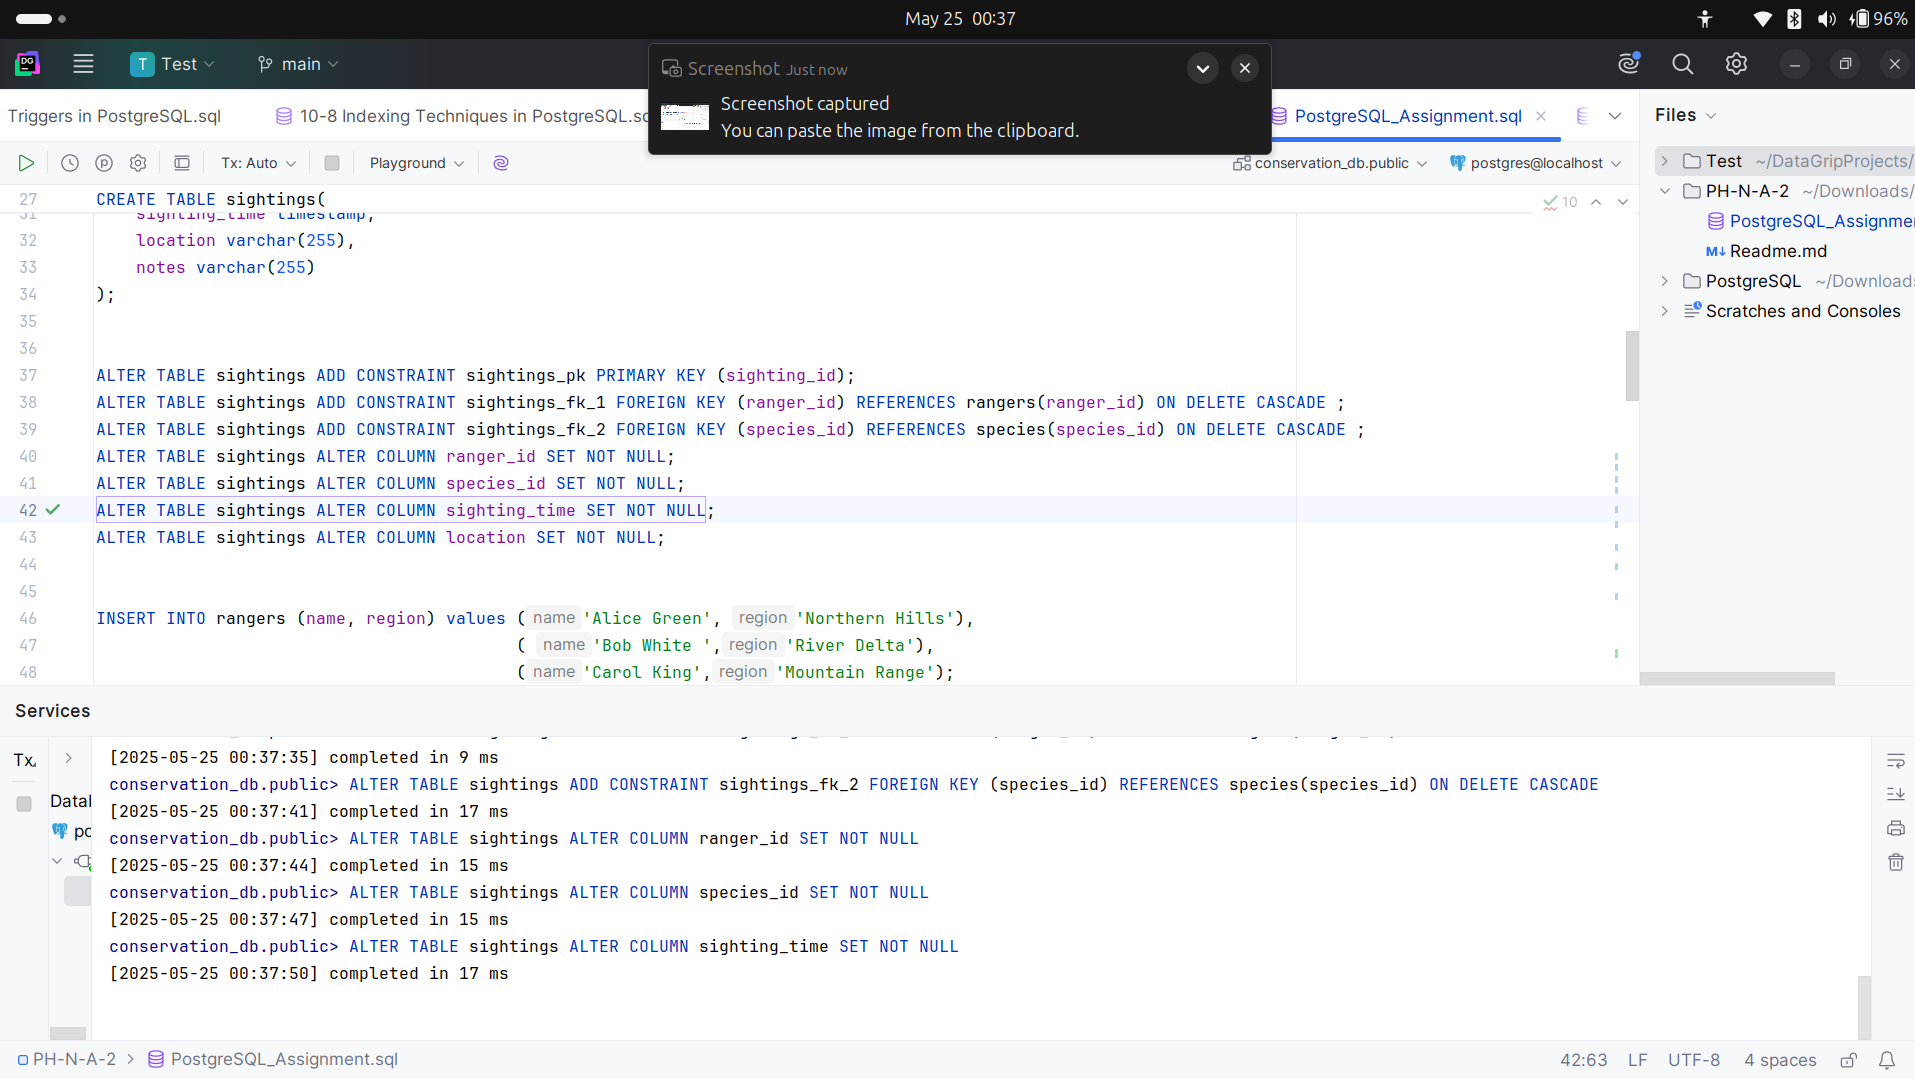 May 25 00:37
96%
DG
T Test
main
Screenshot Just now
Screenshot captured
You can paste the image from the clipboard.
Triggers in PostgreSQL.sql
10-8 Indexing Techniques in PostgreSQL.sq
PostgreSQL_Assignment.sql
Tx: Auto
Playground
conservation_db.public
postgres@localhost
10
27 CREATE TABLE sightings(
31 sighting_time timestamp,
32 location varchar(255),
33 notes varchar(255)
34 );
35
36
37 ALTER TABLE sightings ADD CONSTRAINT sightings_pk PRIMARY KEY (sighting_id);
38 ALTER TABLE sightings ADD CONSTRAINT sightings_fk_1 FOREIGN KEY (ranger_id) REFERENCES rangers(ranger_id) ON DELETE CASCADE ;
39 ALTER TABLE sightings ADD CONSTRAINT sightings_fk_2 FOREIGN KEY (species_id) REFERENCES species(species_id) ON DELETE CASCADE ;
40 ALTER TABLE sightings ALTER COLUMN ranger_id SET NOT NULL;
41 ALTER TABLE sightings ALTER COLUMN species_id SET NOT NULL;
42 ALTER TABLE sightings ALTER COLUMN sighting_time SET NOT NULL;
43 ALTER TABLE sightings ALTER COLUMN location SET NOT NULL;
44
45
46 INSERT INTO rangers (name, region) values ( name 'Alice Green', region 'Northern Hills'),
47 ( name 'Bob White ', region 'River Delta'),
48 ( name 'Carol King', region 'Mountain Range');
Files
Test ~/DataGripProjects/
PH-N-A-2 ~/Downloads/
PostgreSQL_Assignme
M↓ Readme.md
PostgreSQL ~/Downloads
Scratches and Consoles
Services
Tx
Datal
po
[2025-05-25 00:37:35] completed in 9 ms
conservation_db.public> ALTER TABLE sightings ADD CONSTRAINT sightings_fk_2 FOREIGN KEY (species_id) REFERENCES species(species_id) ON DELETE CASCADE
[2025-05-25 00:37:41] completed in 17 ms
conservation_db.public> ALTER TABLE sightings ALTER COLUMN ranger_id SET NOT NULL
[2025-05-25 00:37:44] completed in 15 ms
conservation_db.public> ALTER TABLE sightings ALTER COLUMN species_id SET NOT NULL
[2025-05-25 00:37:47] completed in 15 ms
conservation_db.public> ALTER TABLE sightings ALTER COLUMN sighting_time SET NOT NULL
[2025-05-25 00:37:50] completed in 17 ms
PH-N-A-2 > PostgreSQL_Assignment.sql
42:63 LF UTF-8 4 spaces